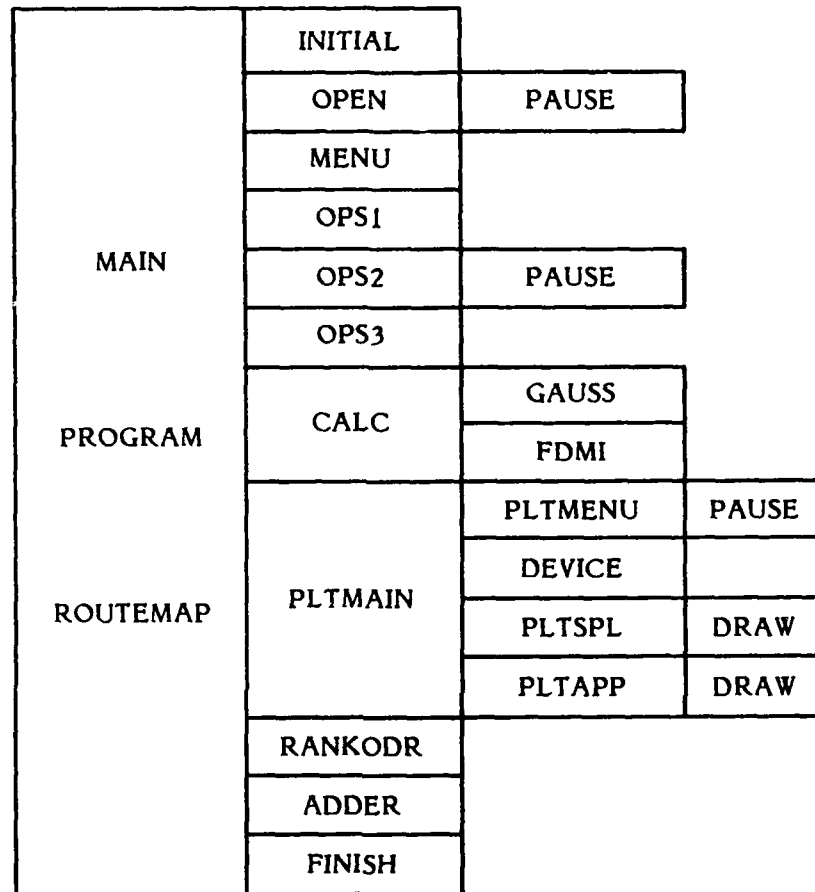 INITIAL
OPEN PAUSE
MENU
OPS1
MAIN
OPS2 PAUSE
OPS3
GAUSS
CALC
PROGRAM
FDMI
PLTMENU PAUSE
DEVICE
ROUTEMAP
PLTMAIN
PLTSPL DRAW
PLTAPP DRAW
RANKODR
ADDER
FINISH